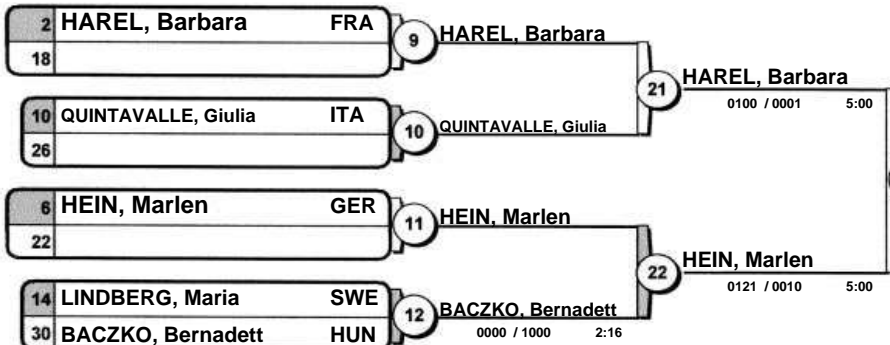 2 HAREL, Barbara FRA
18
9 HAREL, Barbara
10 QUINTAVALLE, Giulia ITA
26
10 QUINTAVALLE, Giulia
21 HAREL, Barbara
0100 / 0001 5:00
6 HEIN, Marlen GER
22
11 HEIN, Marlen
14 LINDBERG, Maria SWE
30 BACZKO, Bernadett HUN
12 BACZKO, Bernadett
0000 / 1000 2:16
22 HEIN, Marlen
0121 / 0010 5:00